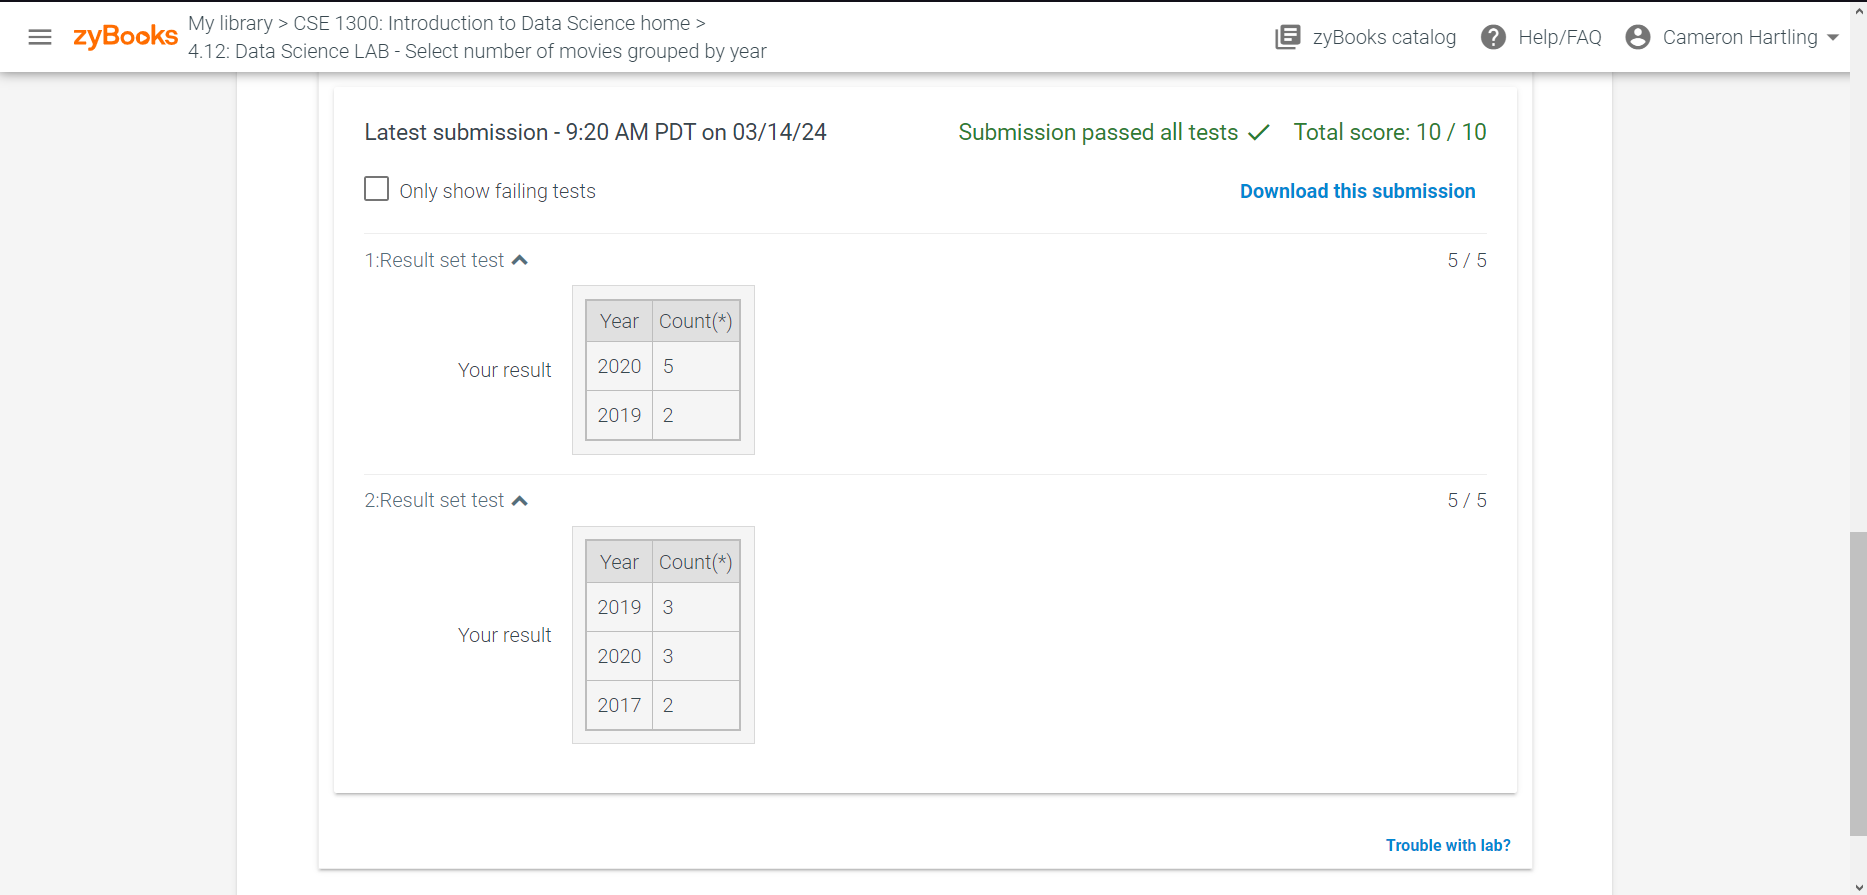 zyBooks
My library > CSE 1300: Introduction to Data Science home >
4.12: Data Science LAB - Select number of movies grouped by year
zyBooks catalog
? Help/FAQ
Cameron Hartling
Latest submission - 9:20 AM PDT on 03/14/24
Submission passed all tests
Total score: 10 / 10
Only show failing tests
Download this submission
1:Result set test
5 / 5
Your result
Year Count(*)
2020 5
2019 2
2:Result set test
5 / 5
Your result
Year Count(*)
2019 3
2020 3
2017 2
Trouble with lab?